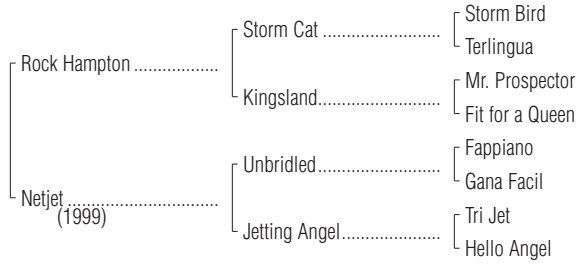 Storm Bird
Storm Cat ......................
Terlingua
Rock Hampton ................
Mr. Prospector
Kingsland.......................
Fit for a Queen
Fappiano
Unbridled.......................
Gana Facil
Netjet............................
(1999)
Tri Jet
Jetting Angel..................
Hello Angel